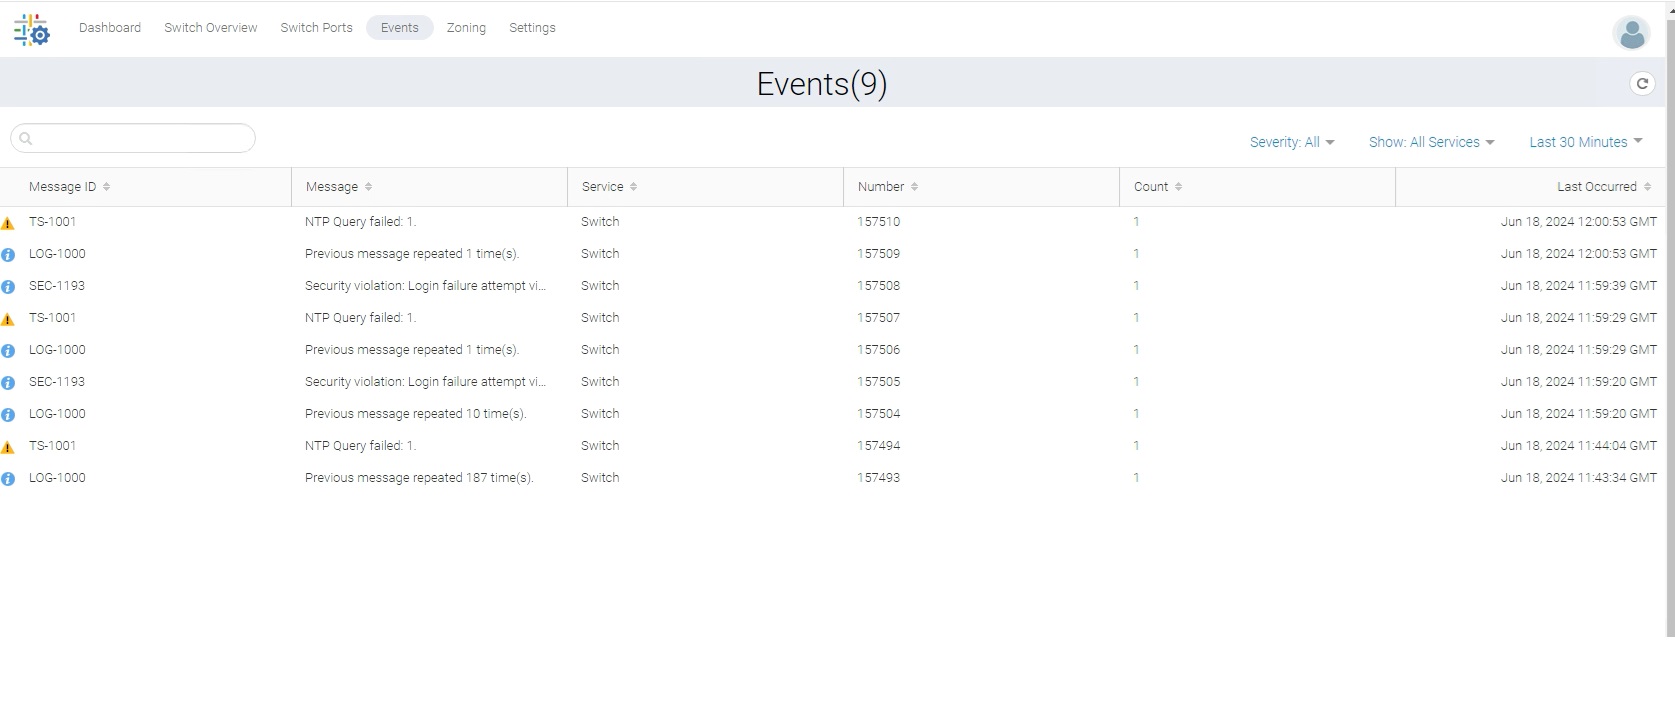 Dashboard Switch Overview Switch Ports Events Zoning Settings
Events(9)
Severity: All Show: All Services Last 30 Minutes
Message ID Message Service Number Count Last Occurred
TS-1001 NTP Query failed: 1. Switch 157510 1 Jun 18, 2024 12:00:53 GMT
LOG-1000 Previous message repeated 1 time(s). Switch 157509 1 Jun 18, 2024 12:00:53 GMT
SEC-1193 Security violation: Login failure attempt vi... Switch 157508 1 Jun 18, 2024 11:59:39 GMT
TS-1001 NTP Query failed: 1. Switch 157507 1 Jun 18, 2024 11:59:29 GMT
LOG-1000 Previous message repeated 1 time(s). Switch 157506 1 Jun 18, 2024 11:59:29 GMT
SEC-1193 Security violation: Login failure attempt vi... Switch 157505 1 Jun 18, 2024 11:59:20 GMT
LOG-1000 Previous message repeated 10 time(s). Switch 157504 1 Jun 18, 2024 11:59:20 GMT
TS-1001 NTP Query failed: 1. Switch 157494 1 Jun 18, 2024 11:44:04 GMT
LOG-1000 Previous message repeated 187 time(s). Switch 157493 1 Jun 18, 2024 11:43:34 GMT